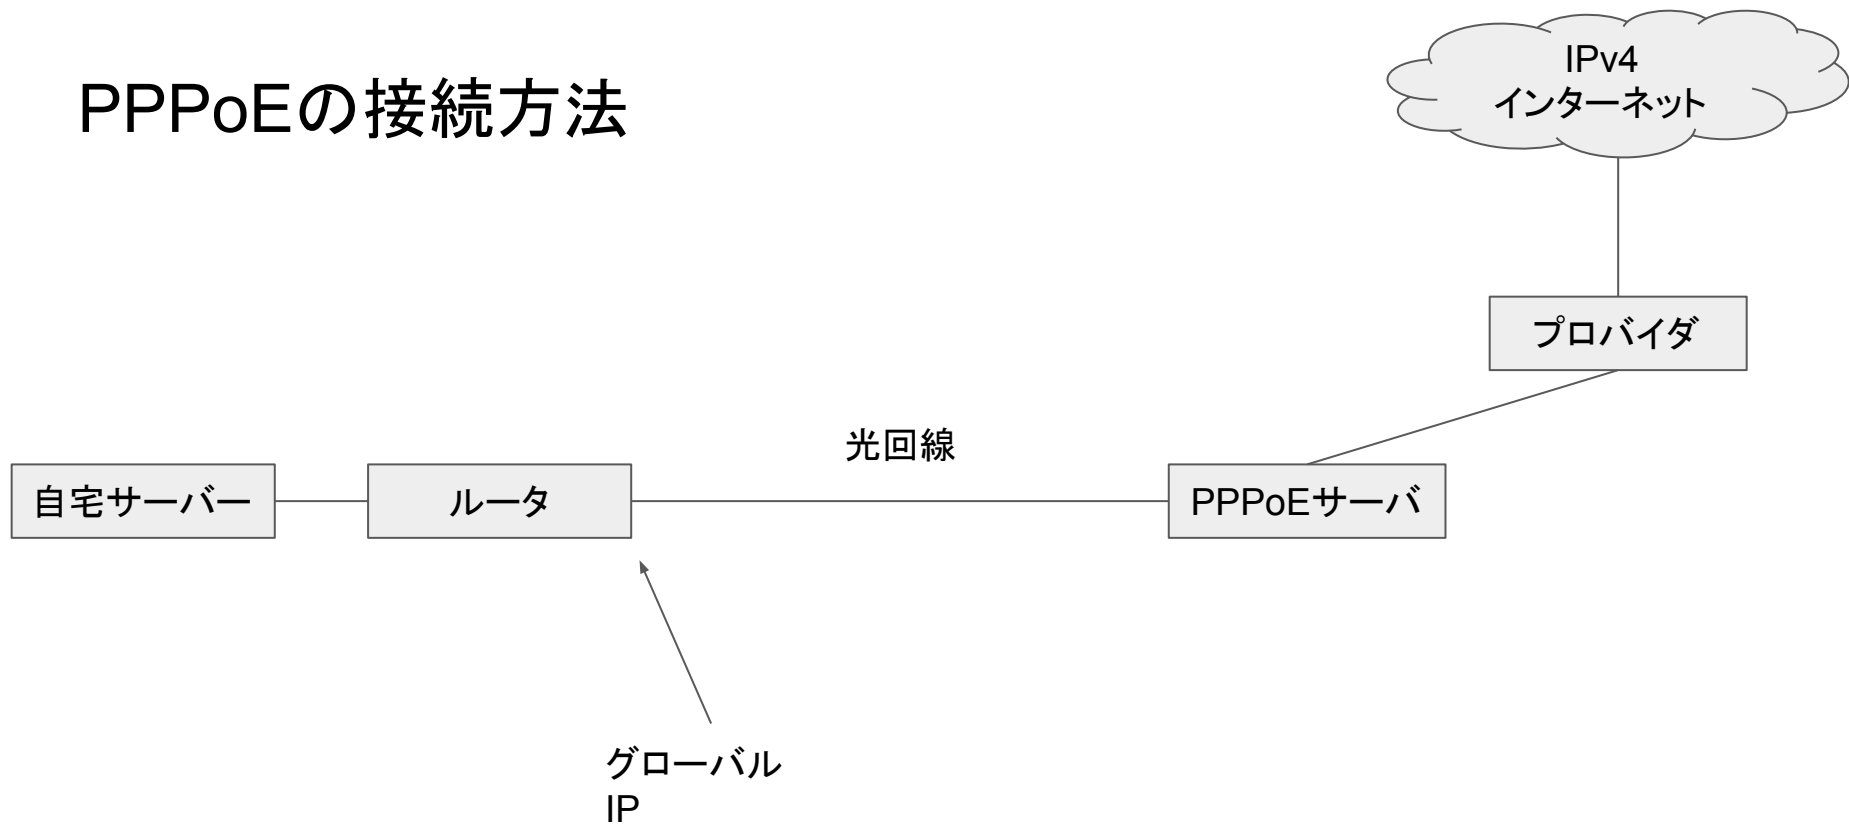 PPPoEの接続方法
IPv4
インターネット
プロバイダ
光回線
自宅サーバー
ルータ
PPPoEサーバ
グローバル
IP